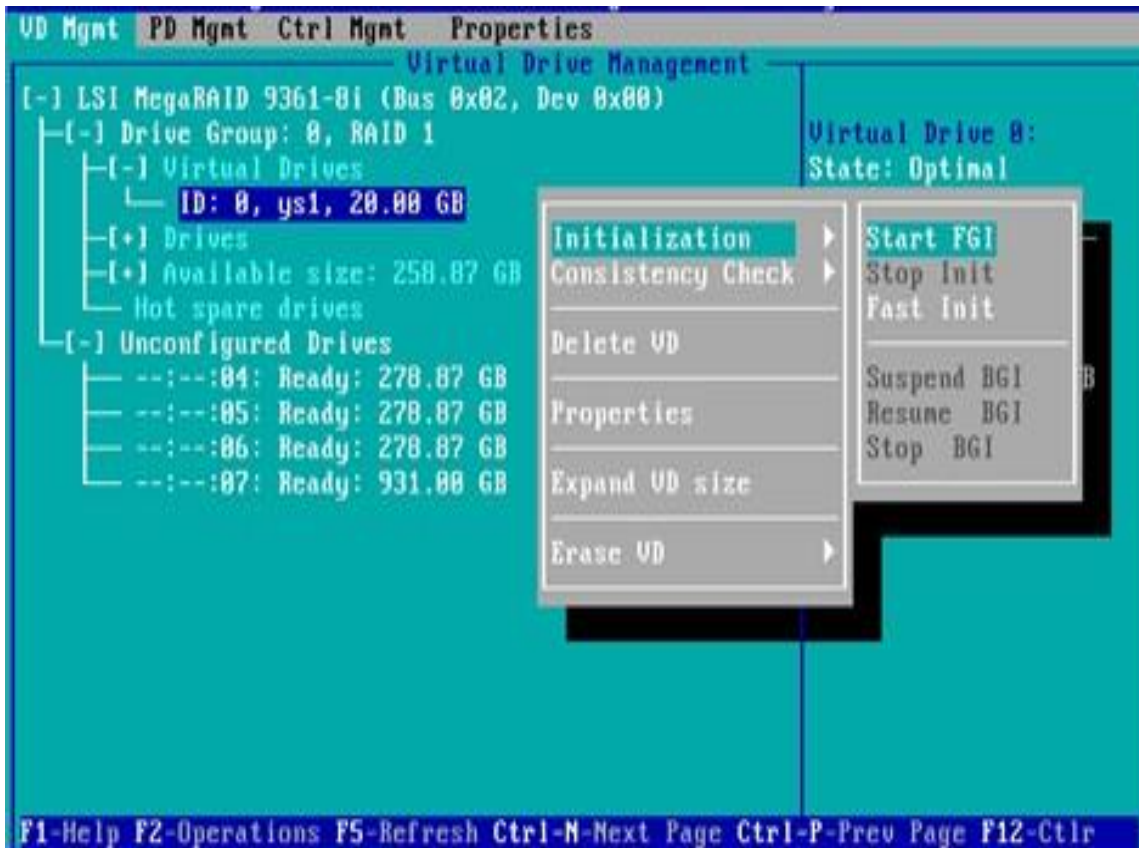 VD Mgmt PD Mgmt Ctrl Mgmt Properties
Virtual Drive Management
[-] LSI MegaRAID 9361-8i (Bus 0x02, Dev 0x00)
[-] Drive Group: 0, RAID 1
[-] Virtual Drives
ID: 0, ys1, 20.00 GB
[+] Drives
[+] Available size: 258.87 GB
Hot spare drives
[-] Unconfigured Drives
--:--:04: Ready: 278.87 GB
--:--:05: Ready: 278.87 GB
--:--:06: Ready: 278.87 GB
--:--:07: Ready: 931.00 GB
Virtual Drive 0:
State: Optimal
Initialization
Consistency Check
Delete VD
Properties
Expand VD size
Erase VD
Start FGI
Stop Init
Fast Init
Suspend BGI
Resume BGI
Stop BGI
B
F1-Help F2-Operations F5-Refresh Ctrl-N-Next Page Ctrl-P-Prev Page F12-Ctlr